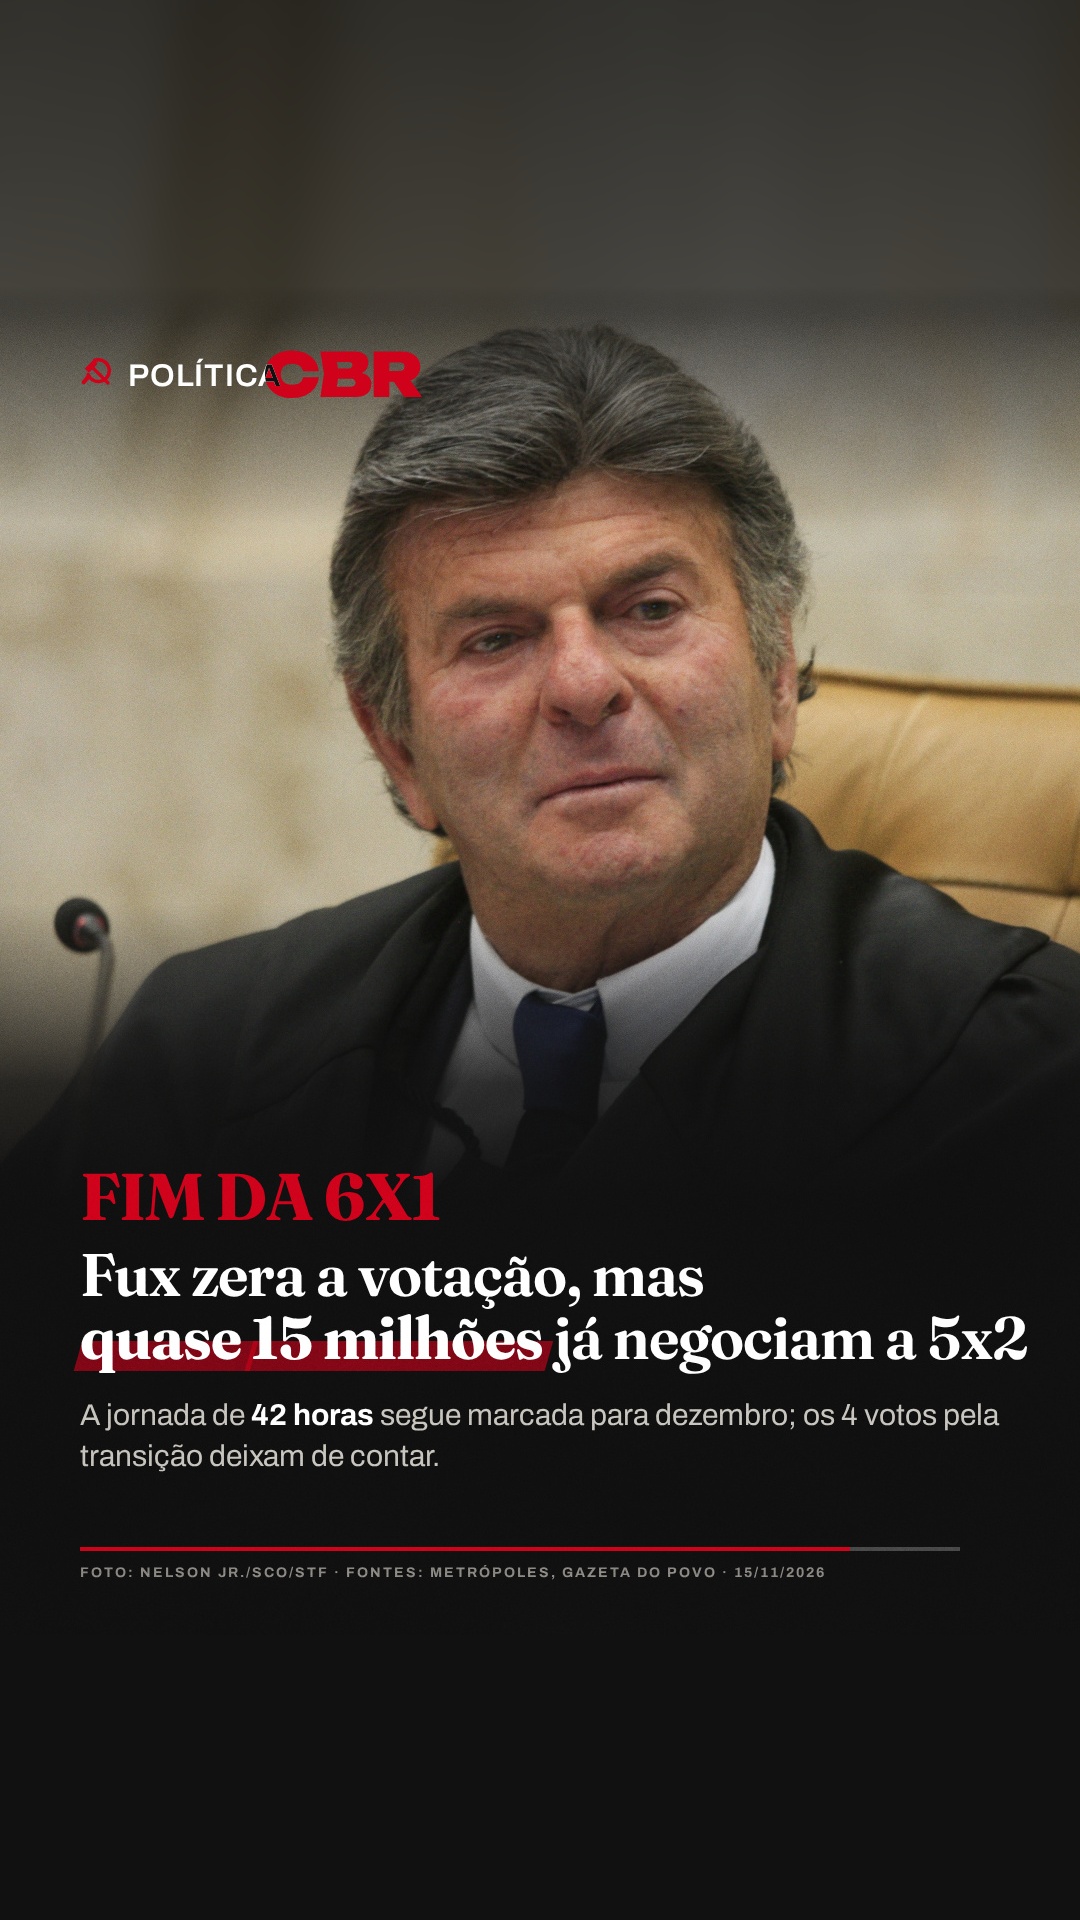 POLÍTICA CBR
FIM DA 6X1
Fux zera a votação, mas
quase 15 milhões já negociam a 5x2
A jornada de 42 horas segue marcada para dezembro; os 4 votos pela
transição deixam de contar.
FOTO: NELSON JR./SCO/STF · FONTES: METRÓPOLES, GAZETA DO POVO · 15/11/2026